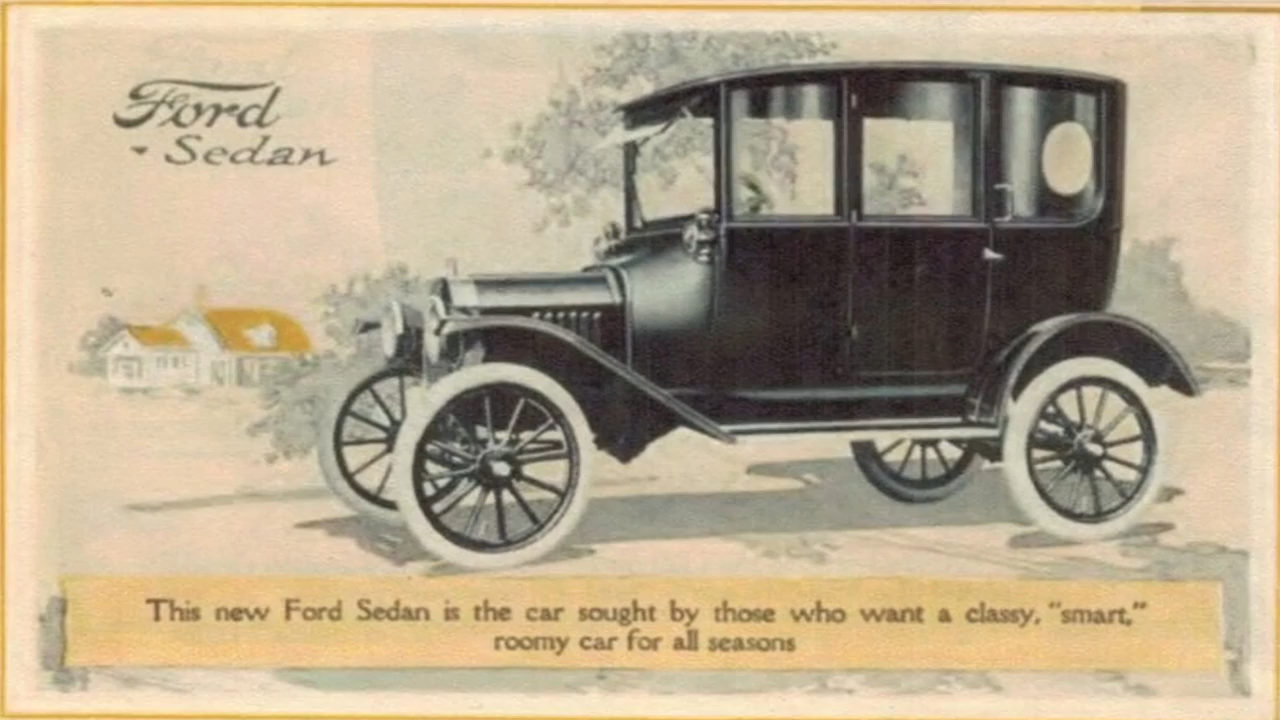 Ford
Sedan
This new Ford Sedan is the car sought by those who want a classy, "smart,"
roomy car for all seasons